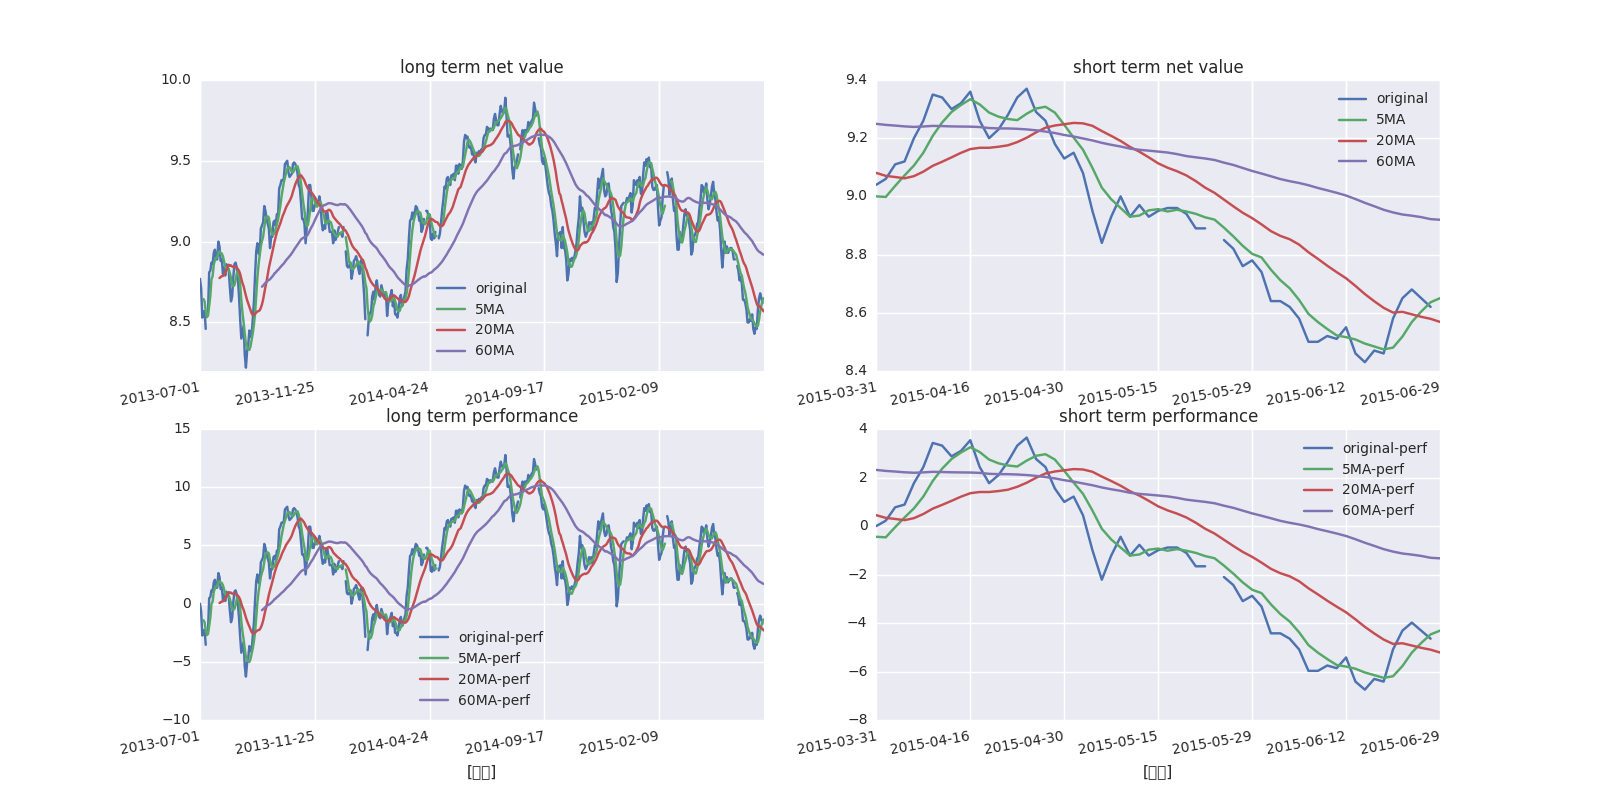 long term net value
10.0
9.5
9.0
8.5
original
5MA
20MA
60MA
2013-07-01
2013-11-25
2014-04-24
2014-09-17
2015-02-09
short term net value
9.4
9.2
9.0
8.8
8.6
8.4
original
5MA
20MA
60MA
2015-03-31
2015-04-16
2015-04-30
2015-05-15
2015-05-29
2015-06-12
2015-06-29
long term performance
15
10
5
0
−5
−10
original-perf
5MA-perf
20MA-perf
60MA-perf
2013-07-01
2013-11-25
2014-04-24
2014-09-17
2015-02-09
short term performance
4
2
0
−2
−4
−6
−8
original-perf
5MA-perf
20MA-perf
60MA-perf
2015-03-31
2015-04-16
2015-04-30
2015-05-15
2015-05-29
2015-06-12
2015-06-29